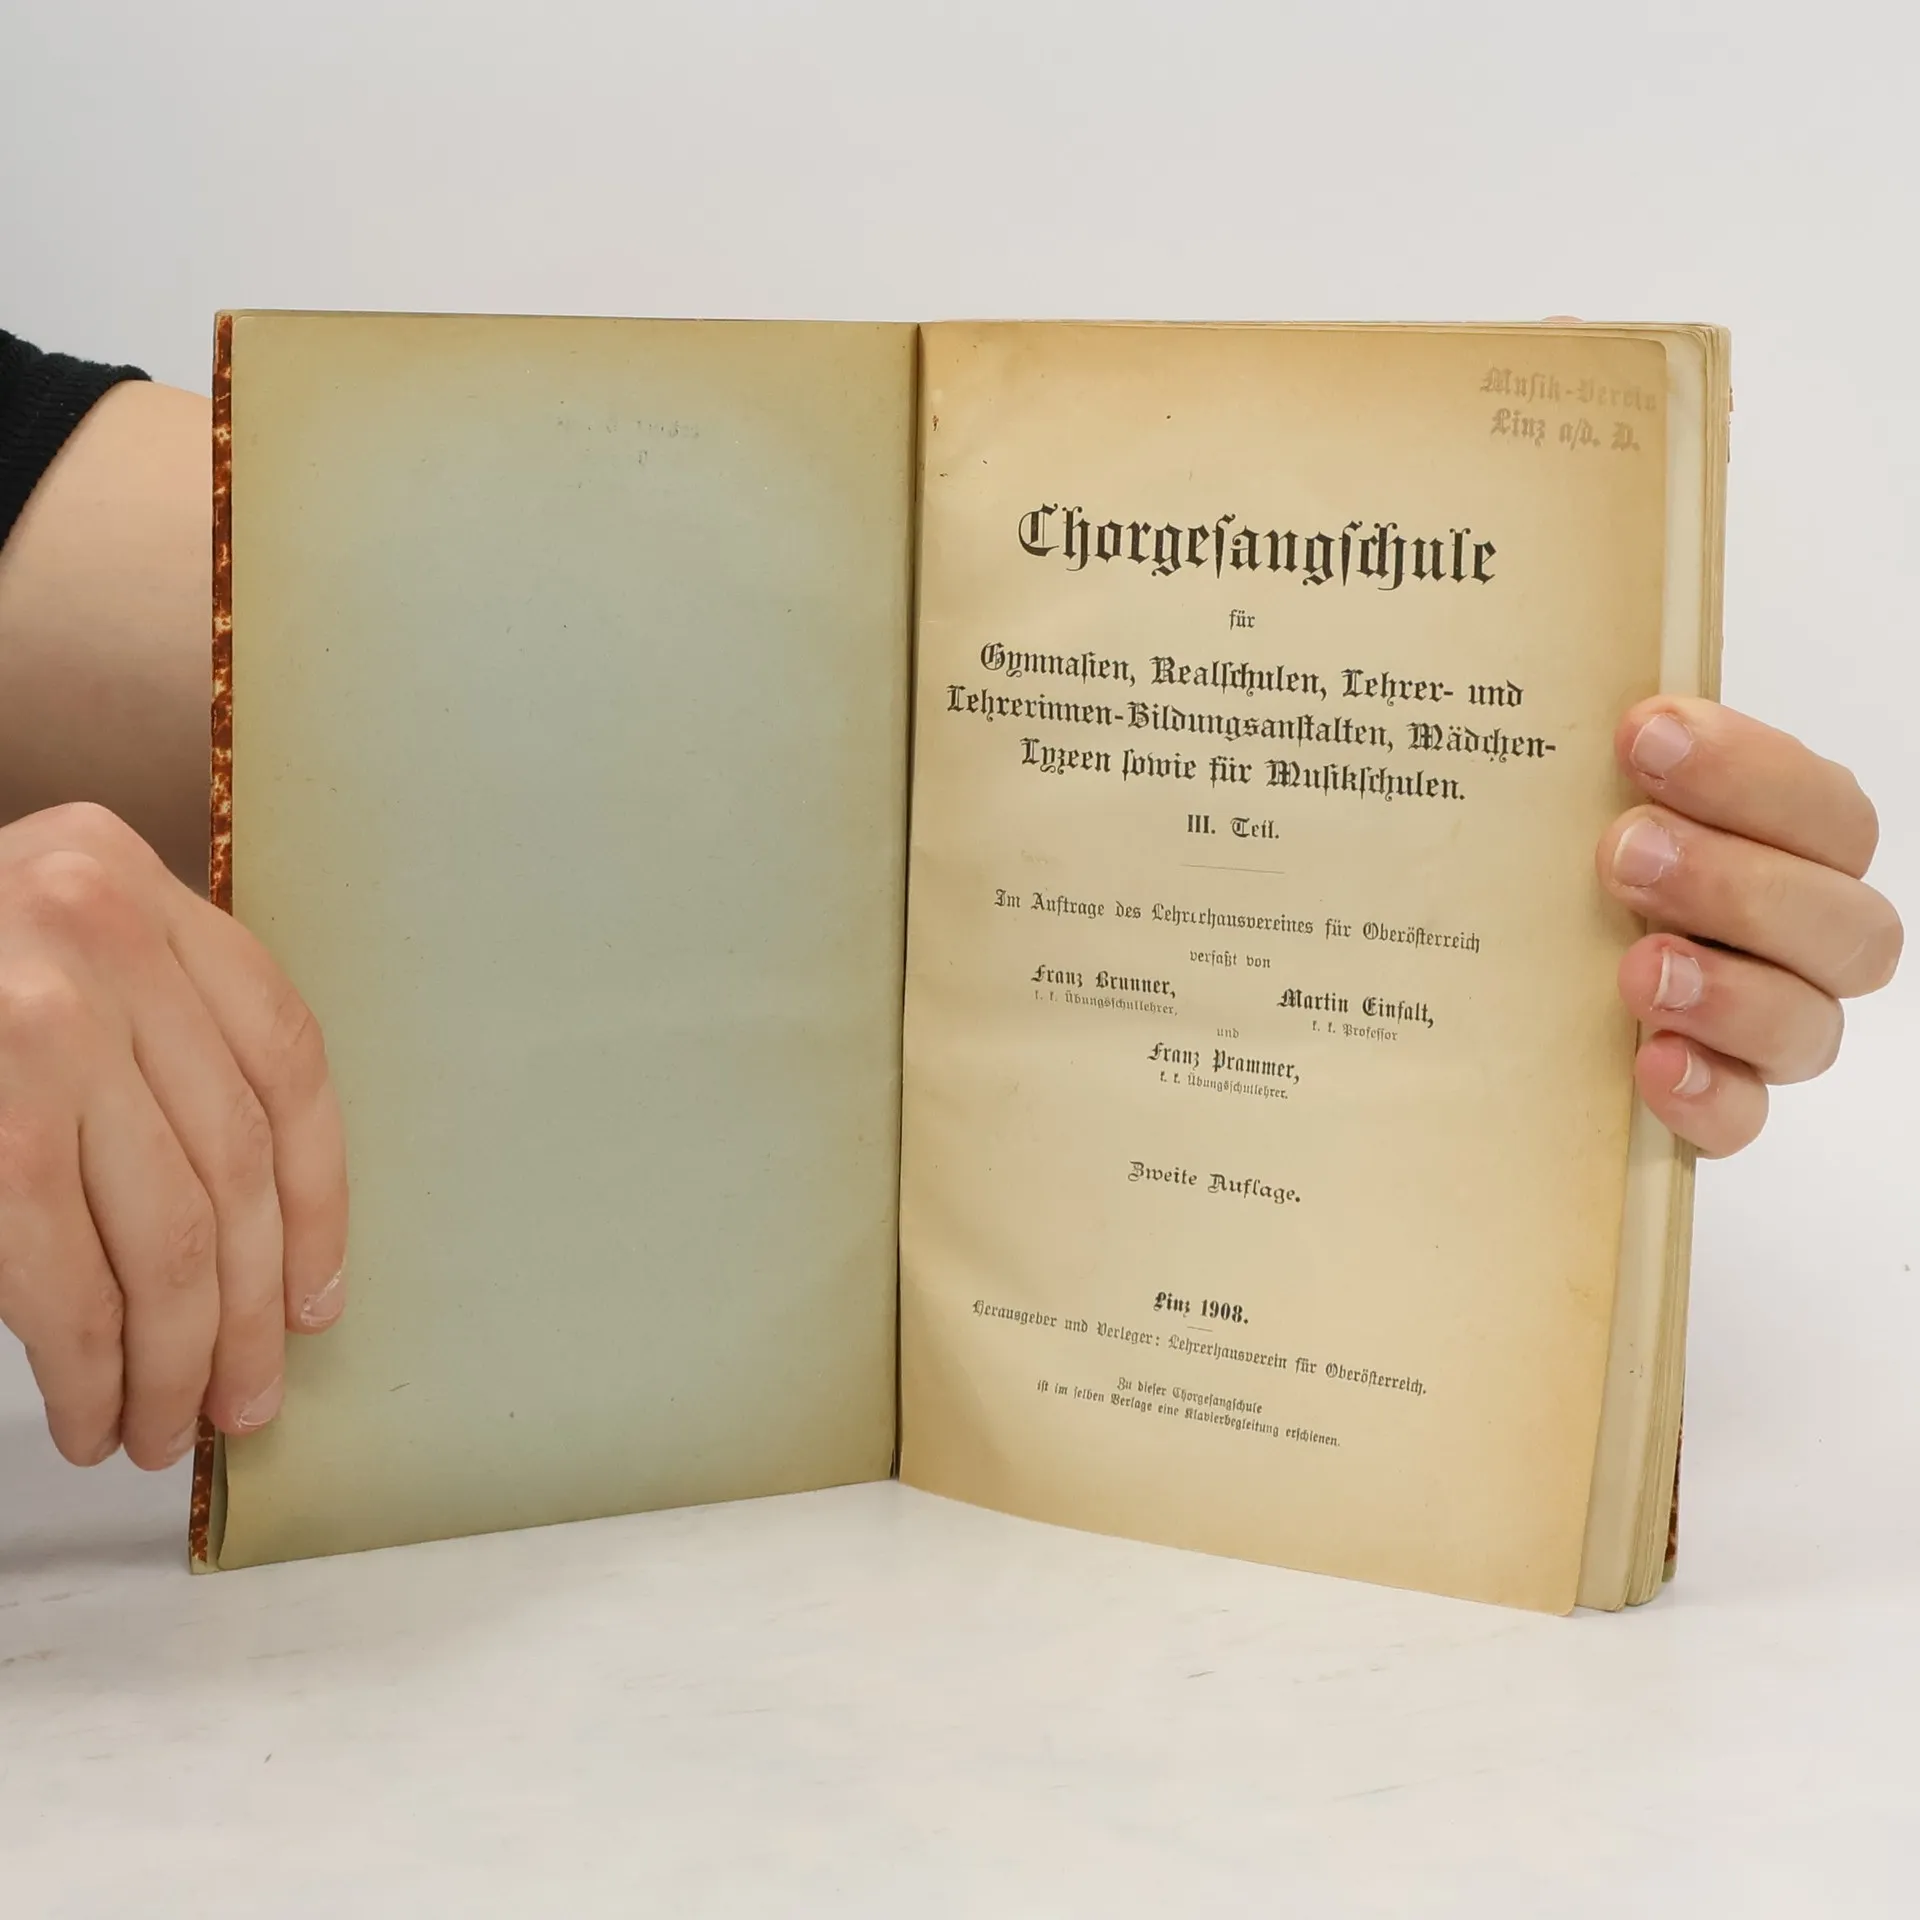 Musik-Verein
Linz a/d. D.
Chorgesangschule
für
Gymnasien, Realschulen, Lehrer- und
Lehrerinnen-Bildungsanstalten, Mädchen-
Lyzeen sowie für Musikschulen.
III. Teil.
Im Auftrage des Lehrerhausvereines für Oberösterreich
verfaßt von
Franz Brunner, Martin Einfalt,
k. k. Übungsschullehrer, k. k. Professor
und
Franz Prammer,
k. k. Übungsschullehrer.
Zweite Auflage.
Linz 1908.
Herausgeber und Verleger: Lehrerhausverein für Oberösterreich.
Zu dieser Chorgesangschule
ist im selben Verlage eine Klavierbegleitung erschienen.